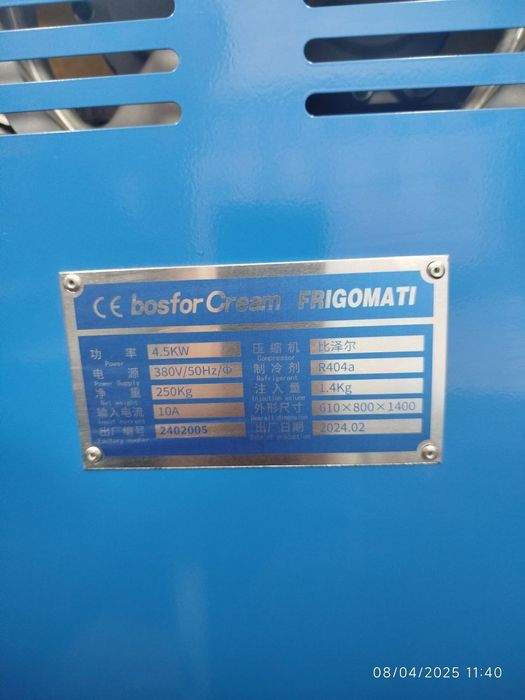 CE bosforCream FRIGOMATI
功率 4.5KW 压缩机 比泽尔
Power Compressor
电源 380V/50Hz/Φ 制冷剂 R404a
Power Supply Refrigerant
净重 250Kg 注入量 1.4Kg
Net weight Injection volume
输入电流 10A 外形尺寸 610×800×1400
Input current Overall dimension
出厂编号 2402005 出厂日期 2024.02
Factory number Date of production
08/04/2025 11:40